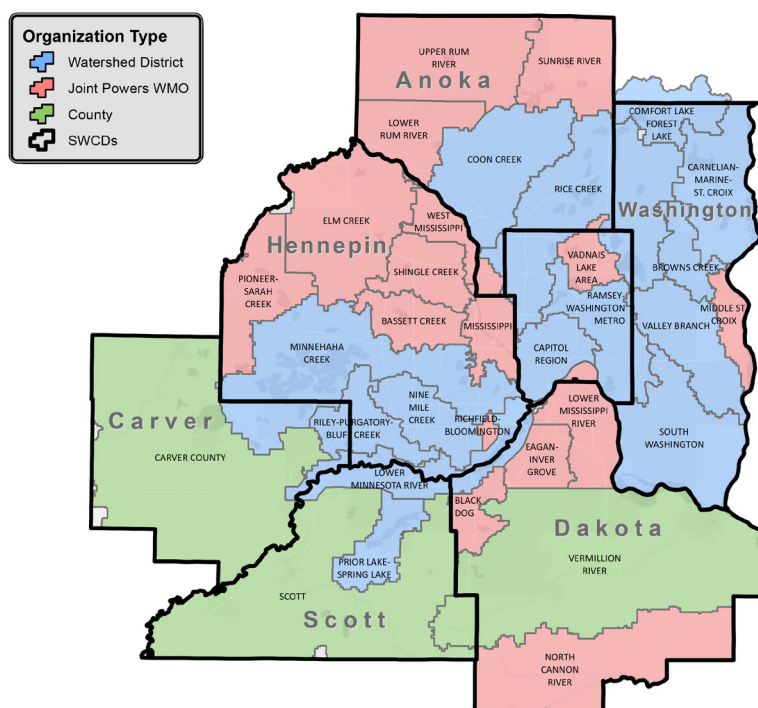 Organization Type
Watershed District
Joint Powers WMO
County
SWCDs
UPPER RUM
RIVER
SUNRISE RIVER
Anoka
LOWER
RUM RIVER
COON CREEK
RICE CREEK
COMFORT LAKE
FOREST
LAKE
CARNELIAN-
MARINE-
ST. CROIX
Washington
ELM CREEK
WEST
MISSISSIPPI
Hennepin
SHINGLE CREEK
PIONEER-
SARAH
CREEK
BASSETT CREEK
MISSISSIPPI
VADNAIS
LAKE
AREA
BROWNS CREEK
RAMSEY
WASHINGTON
METRO
MIDDLE ST
CROIX
VALLEY BRANCH
MINNEHAHA
CREEK
CAPITOL
REGION
NINE
MILE
CREEK
RICHFIELD-
BLOOMINGTON
LOWER
MISSISSIPPI
RIVER
Carver
RILEY-PURGATORY-
BLUFF CREEK
SOUTH
WASHINGTON
EAGAN-
INVER
GROVE
CARVER COUNTY
LOWER
MINNESOTA RIVER
BLACK
DOG
Dakota
VERMILLION
RIVER
PRIOR LAKE-
SPRING LAKE
SCOTT
Scott
NORTH
CANNON
RIVER